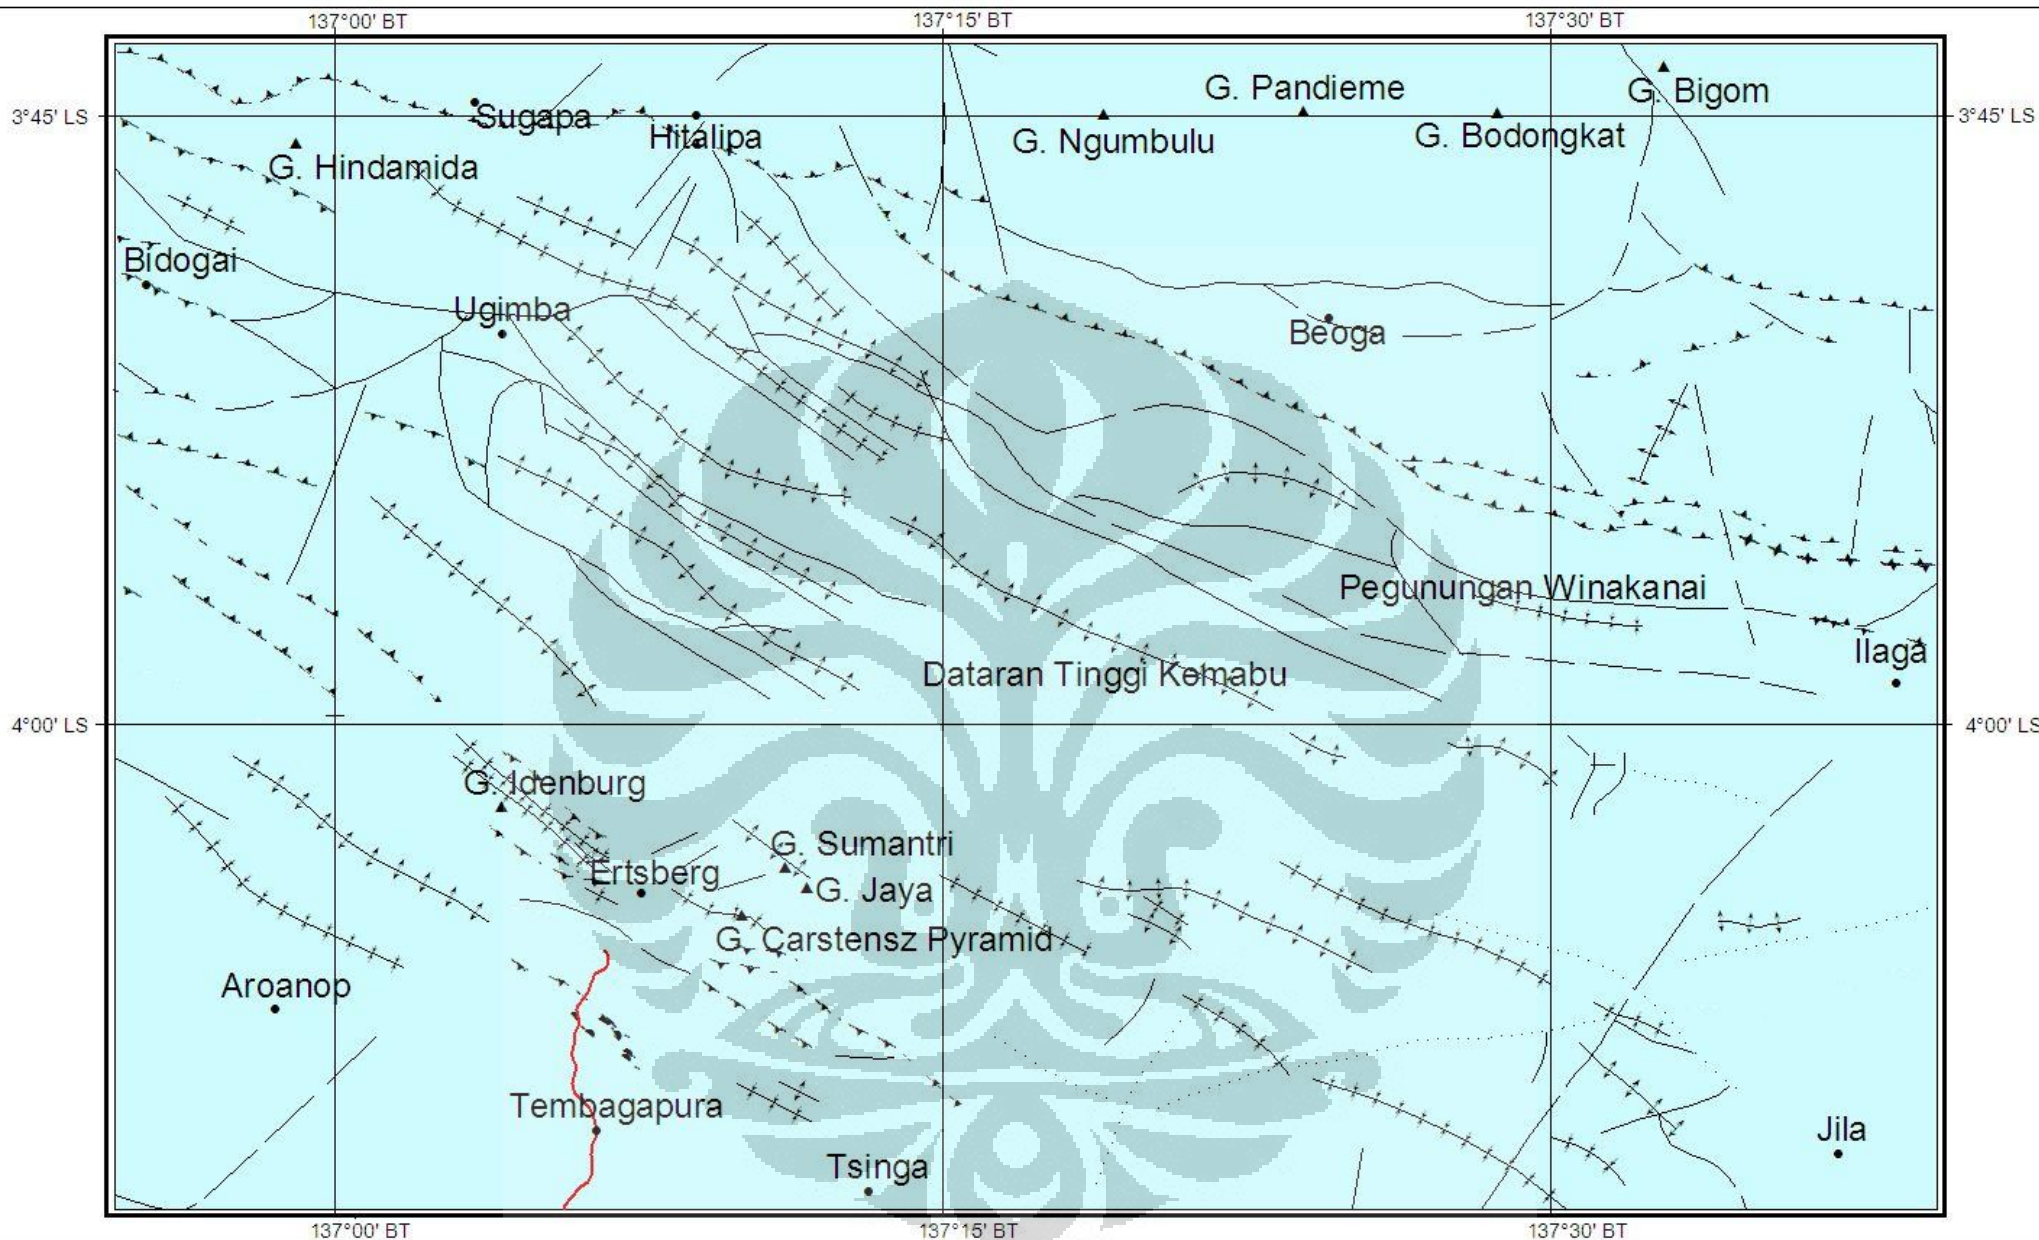 137°00' BT
137°15' BT
137°30' BT
G. Bigom
G. Pandieme
3°45' LS
Sugapa
3°45' LS
Hitalipa
G. Ngumbulu
G. Bodongkat
G. Hindamida
Bidogai
Ugimba
Beoga
Pegunungan Winakanai
Ilaga
Dataran Tinggi Kemabu
4°00' LS
4°00' LS
G. Idenburg
G. Sumantri
Ertsberg
G. Jaya
G. Carstensz Pyramid
Aroanop
Tembagapura
Jila
Tsinga
137°00' BT
137°15' BT
137°30' BT